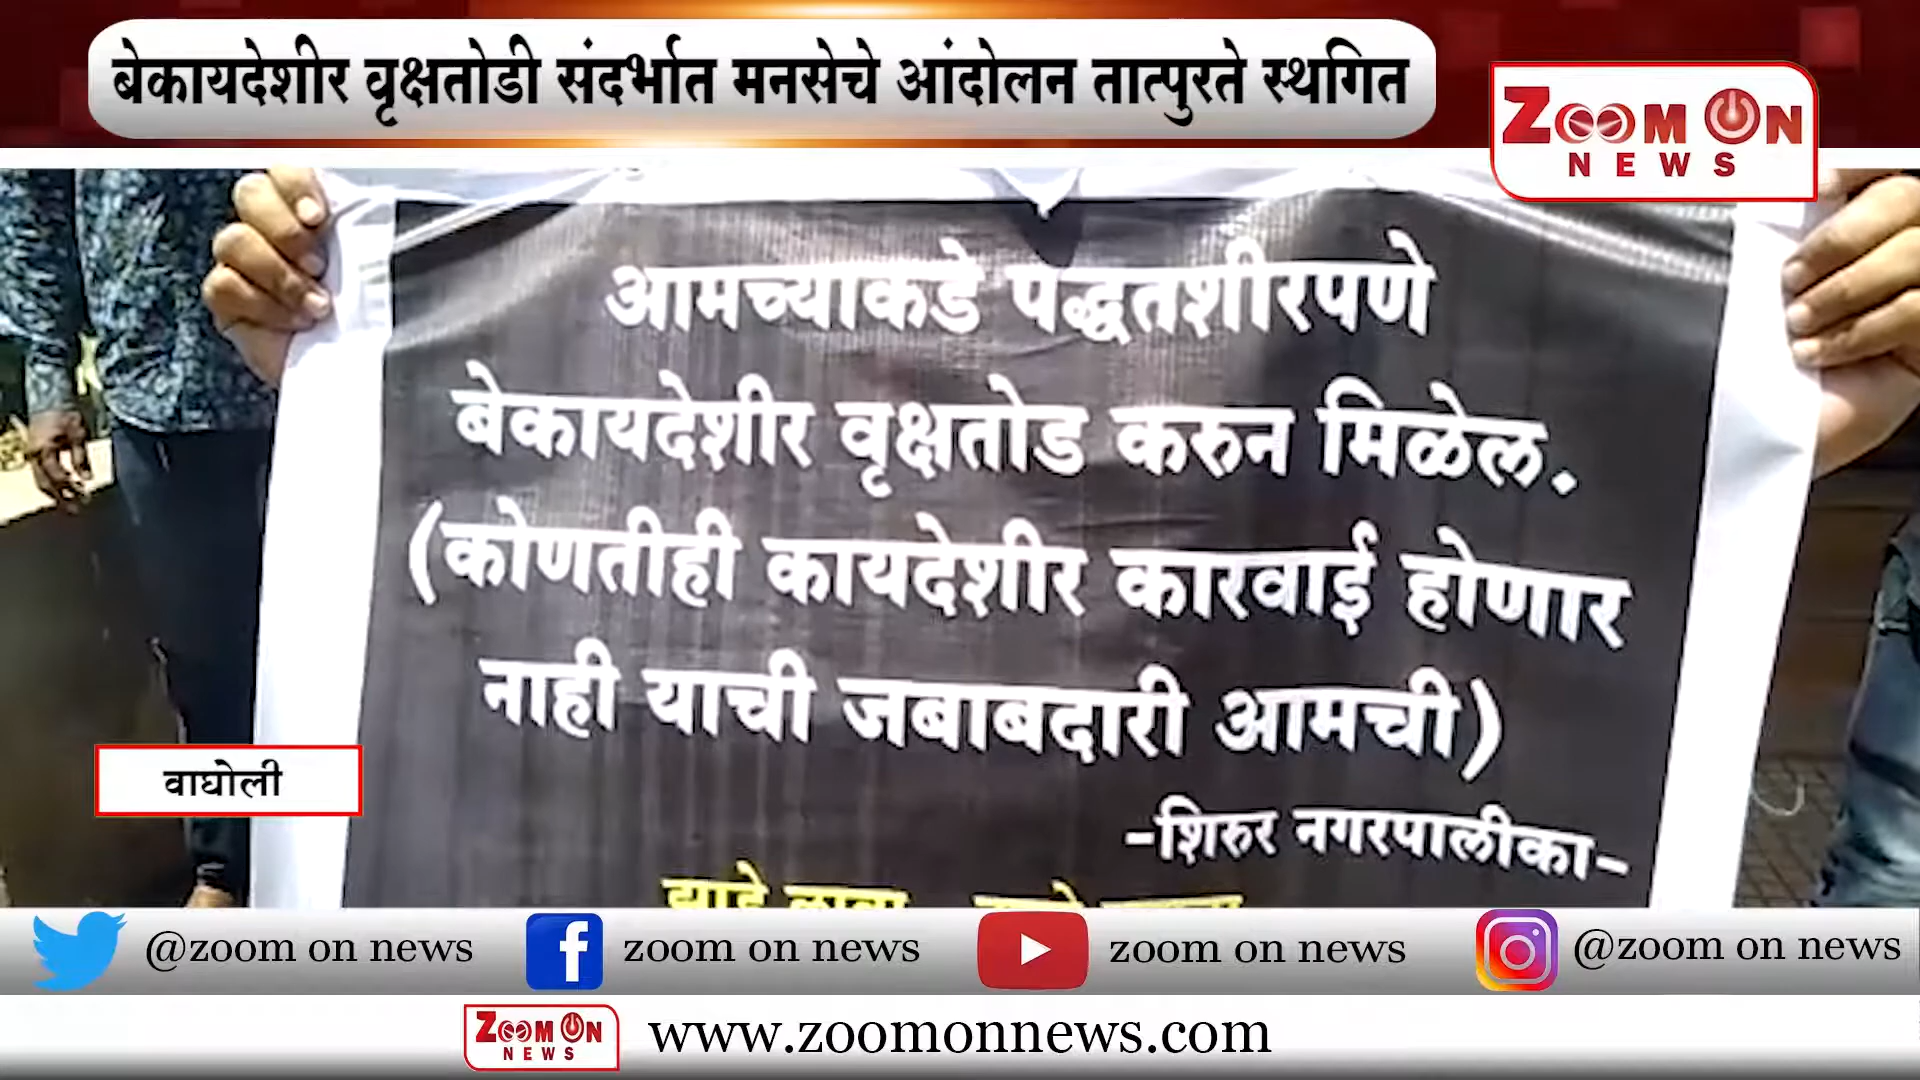 बेकायदेशीर वृक्षतोडी संदर्भात मनसेचे आंदोलन तात्पुरते स्थगित
ZOOM ON
NEWS
आमच्याकडे पद्धतशीरपणे
बेकायदेशीर वृक्षतोड करुन मिळेल.
(कोणतीही कायदेशीर कारवाई होणार
नाही याची जबाबदारी आमची)
-शिरुर नगरपालीका-
वाघोली
@zoom on news
zoom on news
zoom on news
@zoom on news
ZOOM ON
NEWS
www.zoomonnews.com